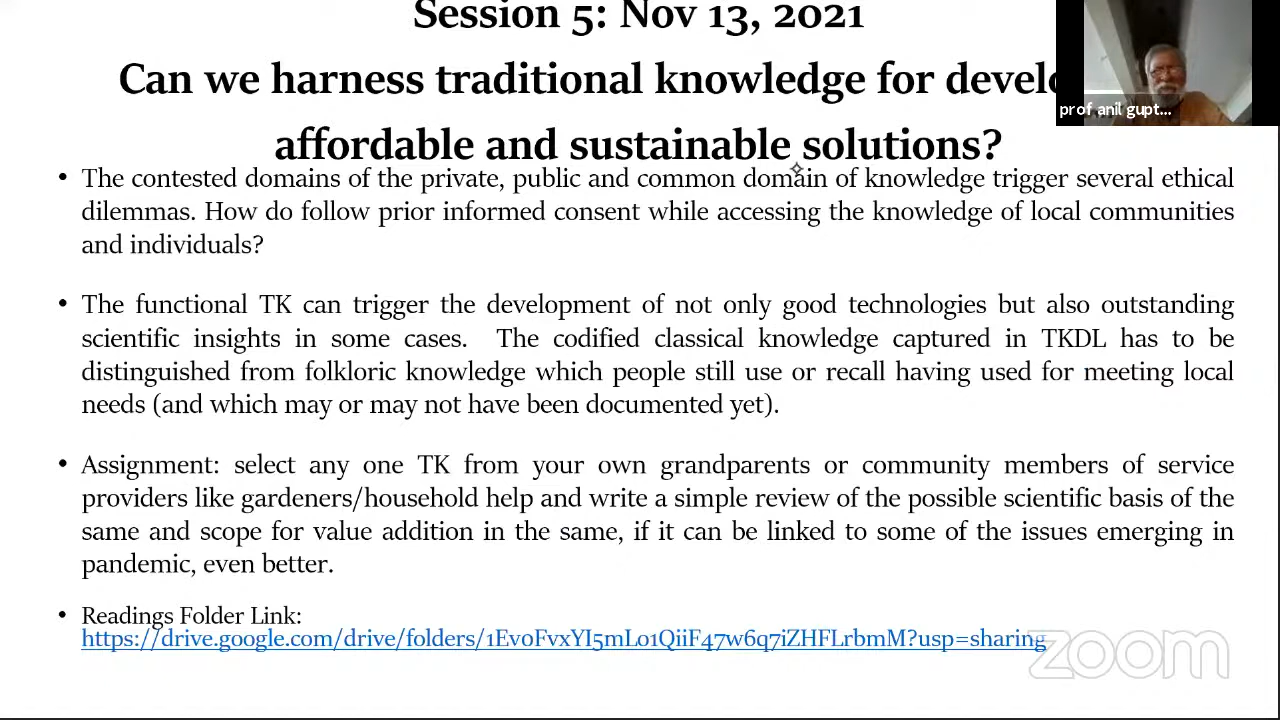 Session 5: Nov 13, 2021
Can we harness traditional knowledge for develo
affordable and sustainable solutions?
prof anil gupt...
• The contested domains of the private, public and common domain of knowledge trigger several ethical
dilemmas. How do follow prior informed consent while accessing the knowledge of local communities
and individuals?
• The functional TK can trigger the development of not only good technologies but also outstanding
scientific insights in some cases. The codified classical knowledge captured in TKDL has to be
distinguished from folkloric knowledge which people still use or recall having used for meeting local
needs (and which may or may not have been documented yet).
• Assignment: select any one TK from your own grandparents or community members of service
providers like gardeners/household help and write a simple review of the possible scientific basis of the
same and scope for value addition in the same, if it can be linked to some of the issues emerging in
pandemic, even better.
• Readings Folder Link:
https://drive.google.com/drive/folders/1EvoFvxYI5mLo1QiiF47w6q7iZHFLrbmM?usp=sharing
zoom